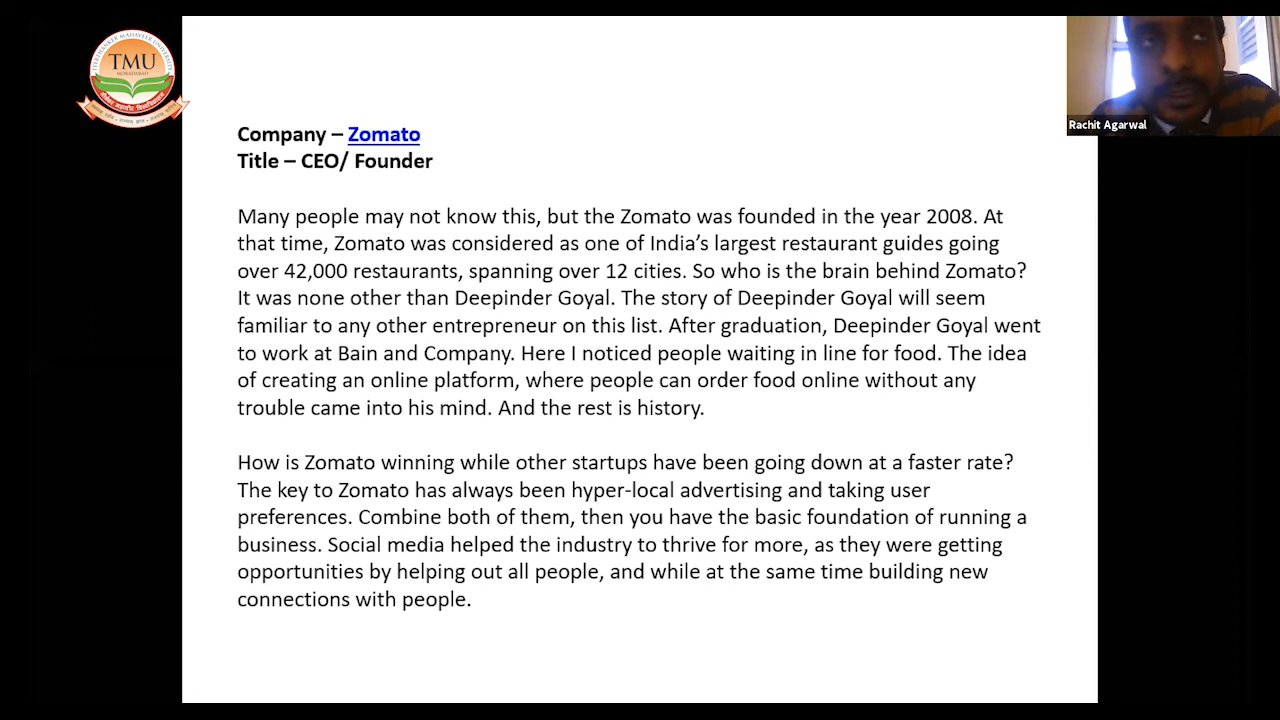 TEERTHANKER MAHAVEER UNIVERSITY
TMU
MORADABAD
Rachit Agarwal
Company – Zomato
Title – CEO/ Founder
Many people may not know this, but the Zomato was founded in the year 2008. At
that time, Zomato was considered as one of India’s largest restaurant guides going
over 42,000 restaurants, spanning over 12 cities. So who is the brain behind Zomato?
It was none other than Deepinder Goyal. The story of Deepinder Goyal will seem
familiar to any other entrepreneur on this list. After graduation, Deepinder Goyal went
to work at Bain and Company. Here I noticed people waiting in line for food. The idea
of creating an online platform, where people can order food online without any
trouble came into his mind. And the rest is history.
How is Zomato winning while other startups have been going down at a faster rate?
The key to Zomato has always been hyper-local advertising and taking user
preferences. Combine both of them, then you have the basic foundation of running a
business. Social media helped the industry to thrive for more, as they were getting
opportunities by helping out all people, and while at the same time building new
connections with people.